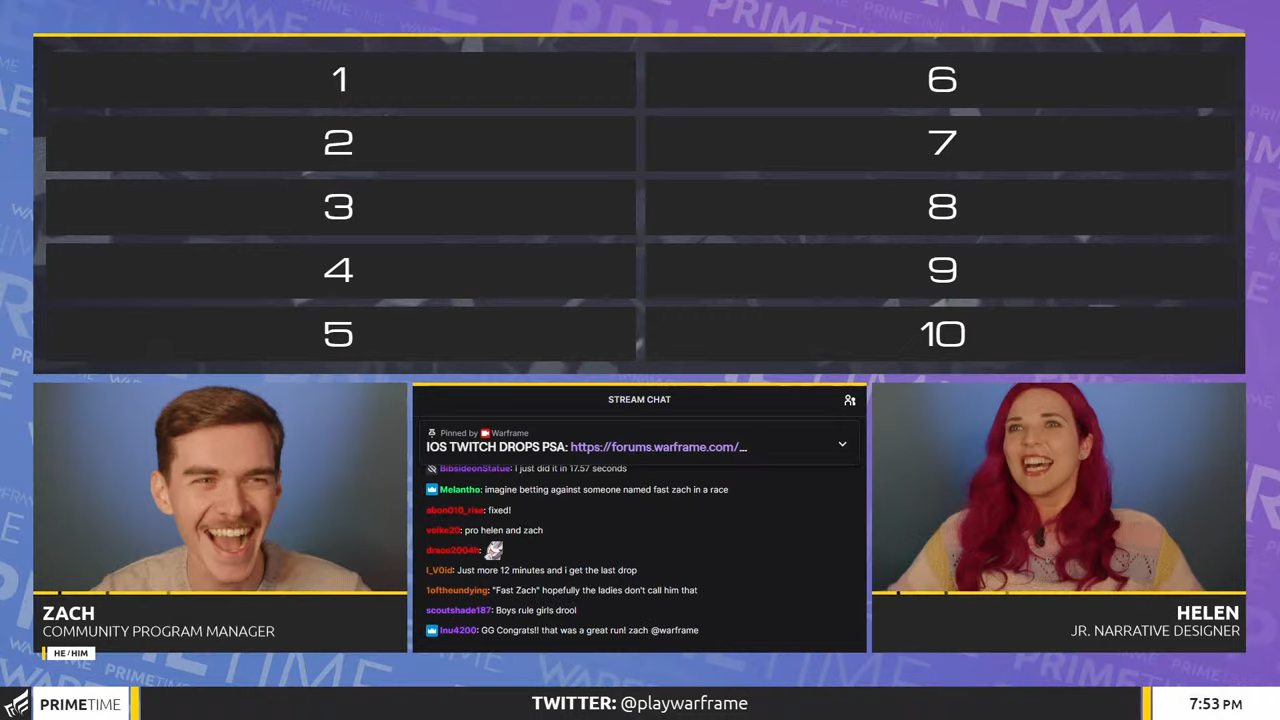 1
2
3
4
5
6
7
8
9
10
STREAM CHAT
Pinned by Warframe
IOS TWITCH DROPS PSA: https://forums.warframe.com/...
BibsideonStatue: I just did it in 17.57 seconds
Melantho: imagine betting against someone named fast zach in a race
abon010_rise: fixed!
volke20: pro helen and zach
I_V0id: Just more 12 minutes and i get the last drop
1oftheundying: "Fast Zach" hopefully the ladies don't call him that
scoutshade187: Boys rule girls drool
Inu4200: GG Congrats!! that was a great run! zach @warframe
ZACH
COMMUNITY PROGRAM MANAGER
HE / HIM
HELEN
JR. NARRATIVE DESIGNER
PRIMETIME
TWITTER: @playwarframe
7:53 PM